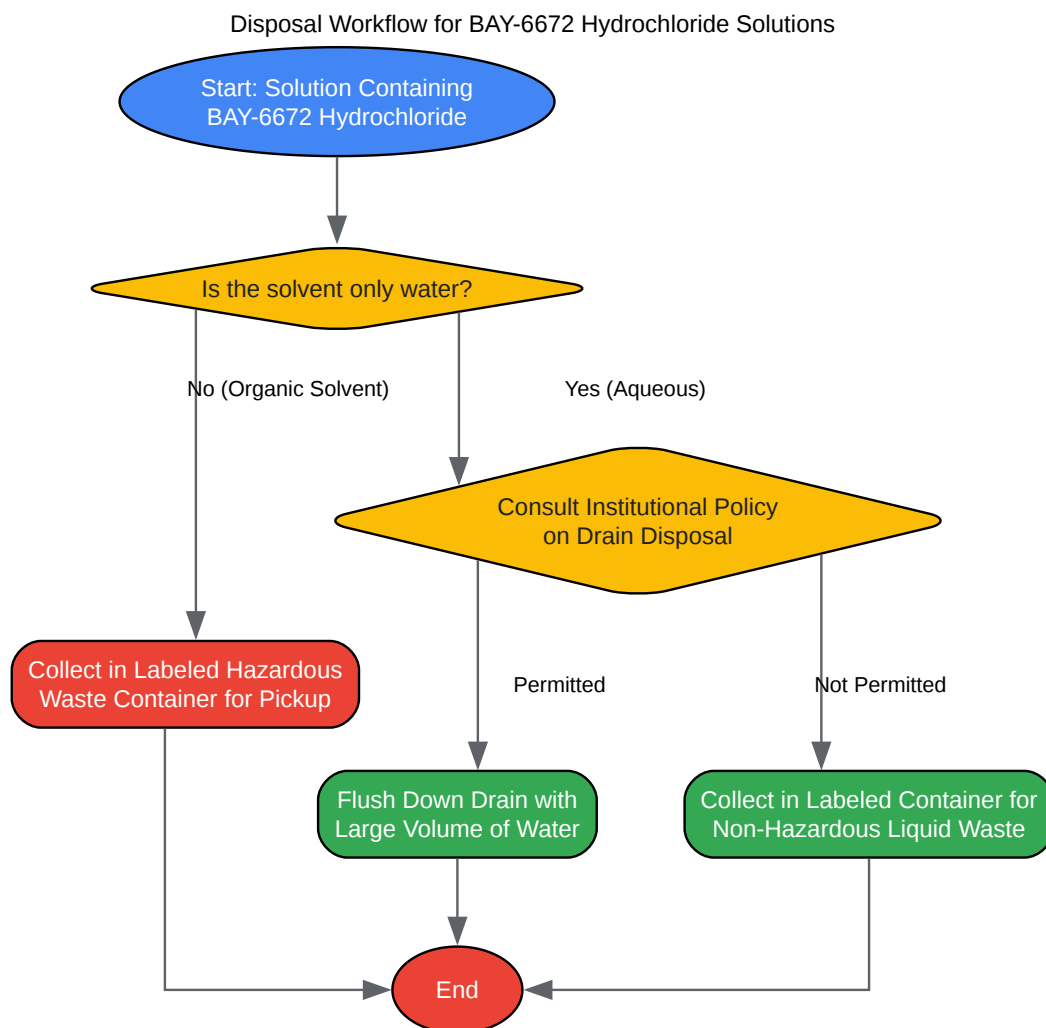 Disposal Workflow for BAY-6672 Hydrochloride Solutions
Start: Solution Containing
BAY-6672 Hydrochloride
Is the solvent only water?
No (Organic Solvent)
Yes (Aqueous)
Consult Institutional Policy
on Drain Disposal
Collect in Labeled Hazardous
Waste Container for Pickup
Permitted
Not Permitted
Flush Down Drain with
Large Volume of Water
Collect in Labeled Container for
Non-Hazardous Liquid Waste
End